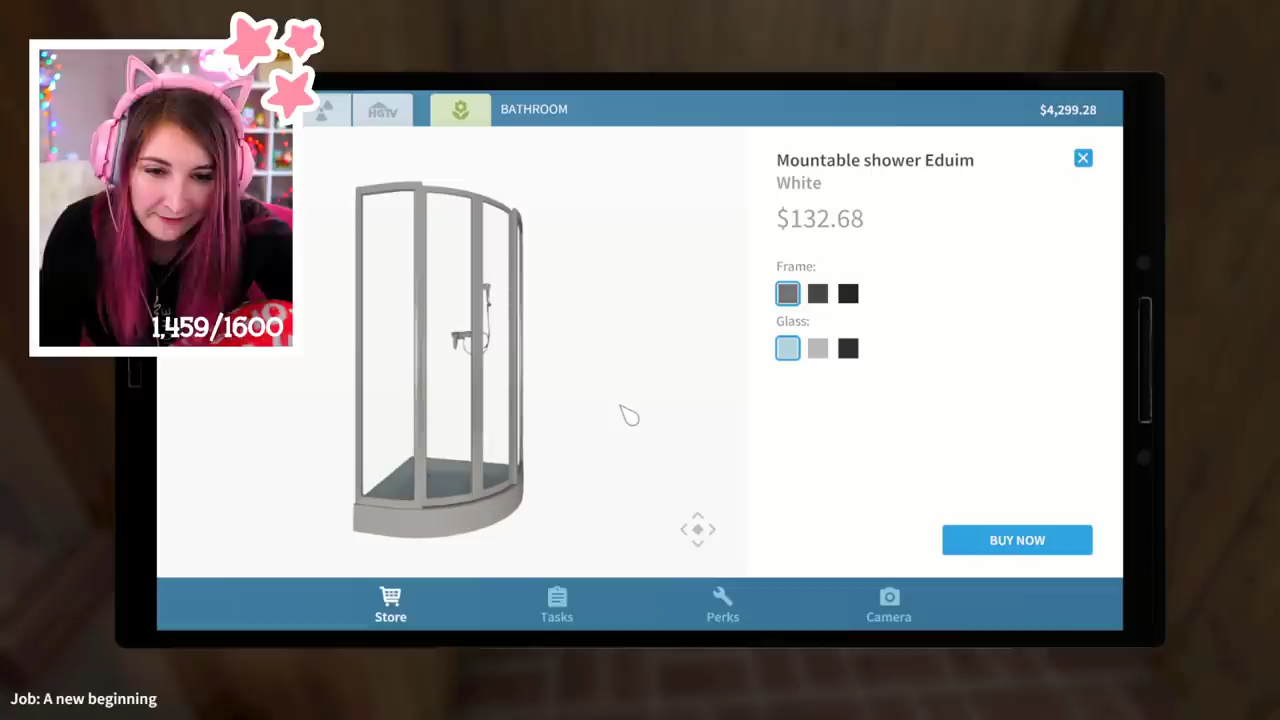 1,459/1600
HGTV
BATHROOM
$4,299.28
Mountable shower Eduim
White
$132.68
Frame:
Glass:
BUY NOW
Store
Tasks
Perks
Camera
Job: A new beginning